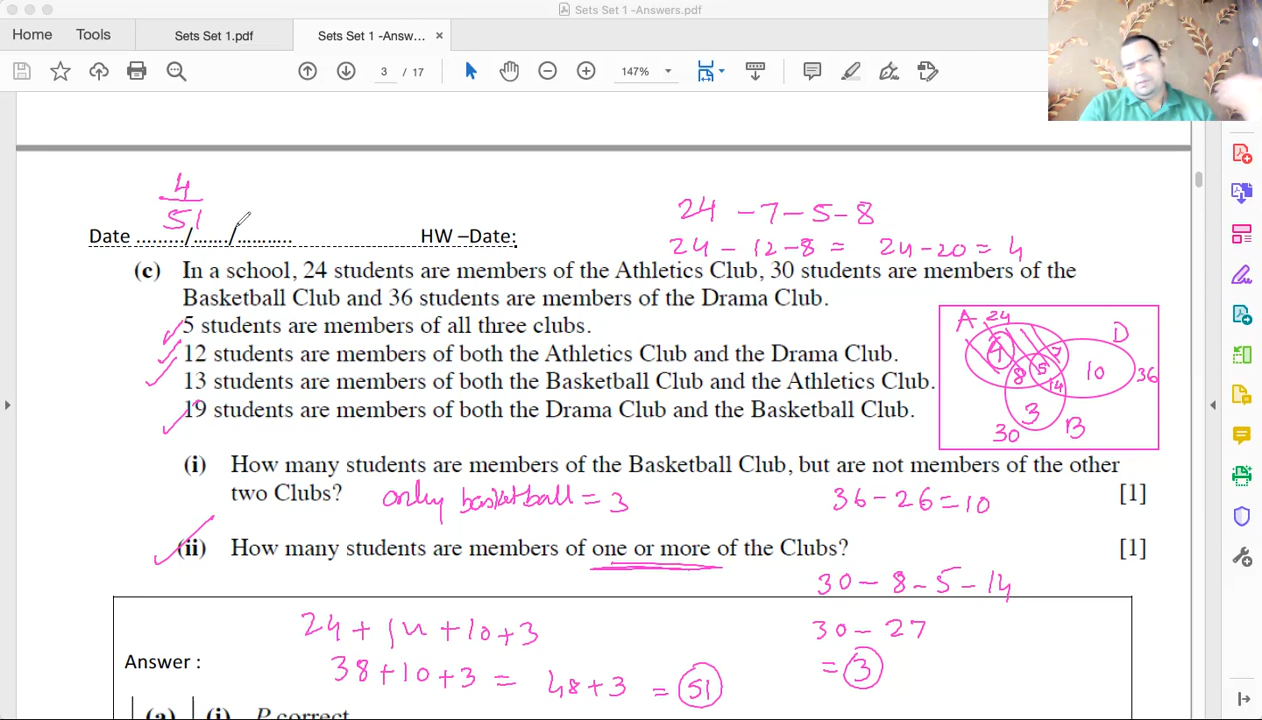 Sets Set 1 -Answers.pdf
Home Tools Sets Set 1.pdf Sets Set 1 -Answ... ×
3 / 17 147%
4
51
24 - 7 - 5 - 8
Date ........./......./........... HW –Date:
24 - 12 - 8 = 24 - 20 = 4
(c) In a school, 24 students are members of the Athletics Club, 30 students are members of the
Basketball Club and 36 students are members of the Drama Club.
5 students are members of all three clubs.
12 students are members of both the Athletics Club and the Drama Club.
13 students are members of both the Basketball Club and the Athletics Club.
19 students are members of both the Drama Club and the Basketball Club.
A 24 D
4 7
8 5 10 36
14
3
30 B
(i) How many students are members of the Basketball Club, but are not members of the other
two Clubs? [1]
only basketball = 3 36 - 26 = 10
(ii) How many students are members of one or more of the Clubs? [1]
30 - 8 - 5 - 14
24 + 14 + 10 + 3 30 - 27
Answer : 38 + 10 + 3 = 48 + 3 = 51 = 3
(a) (i) P correct